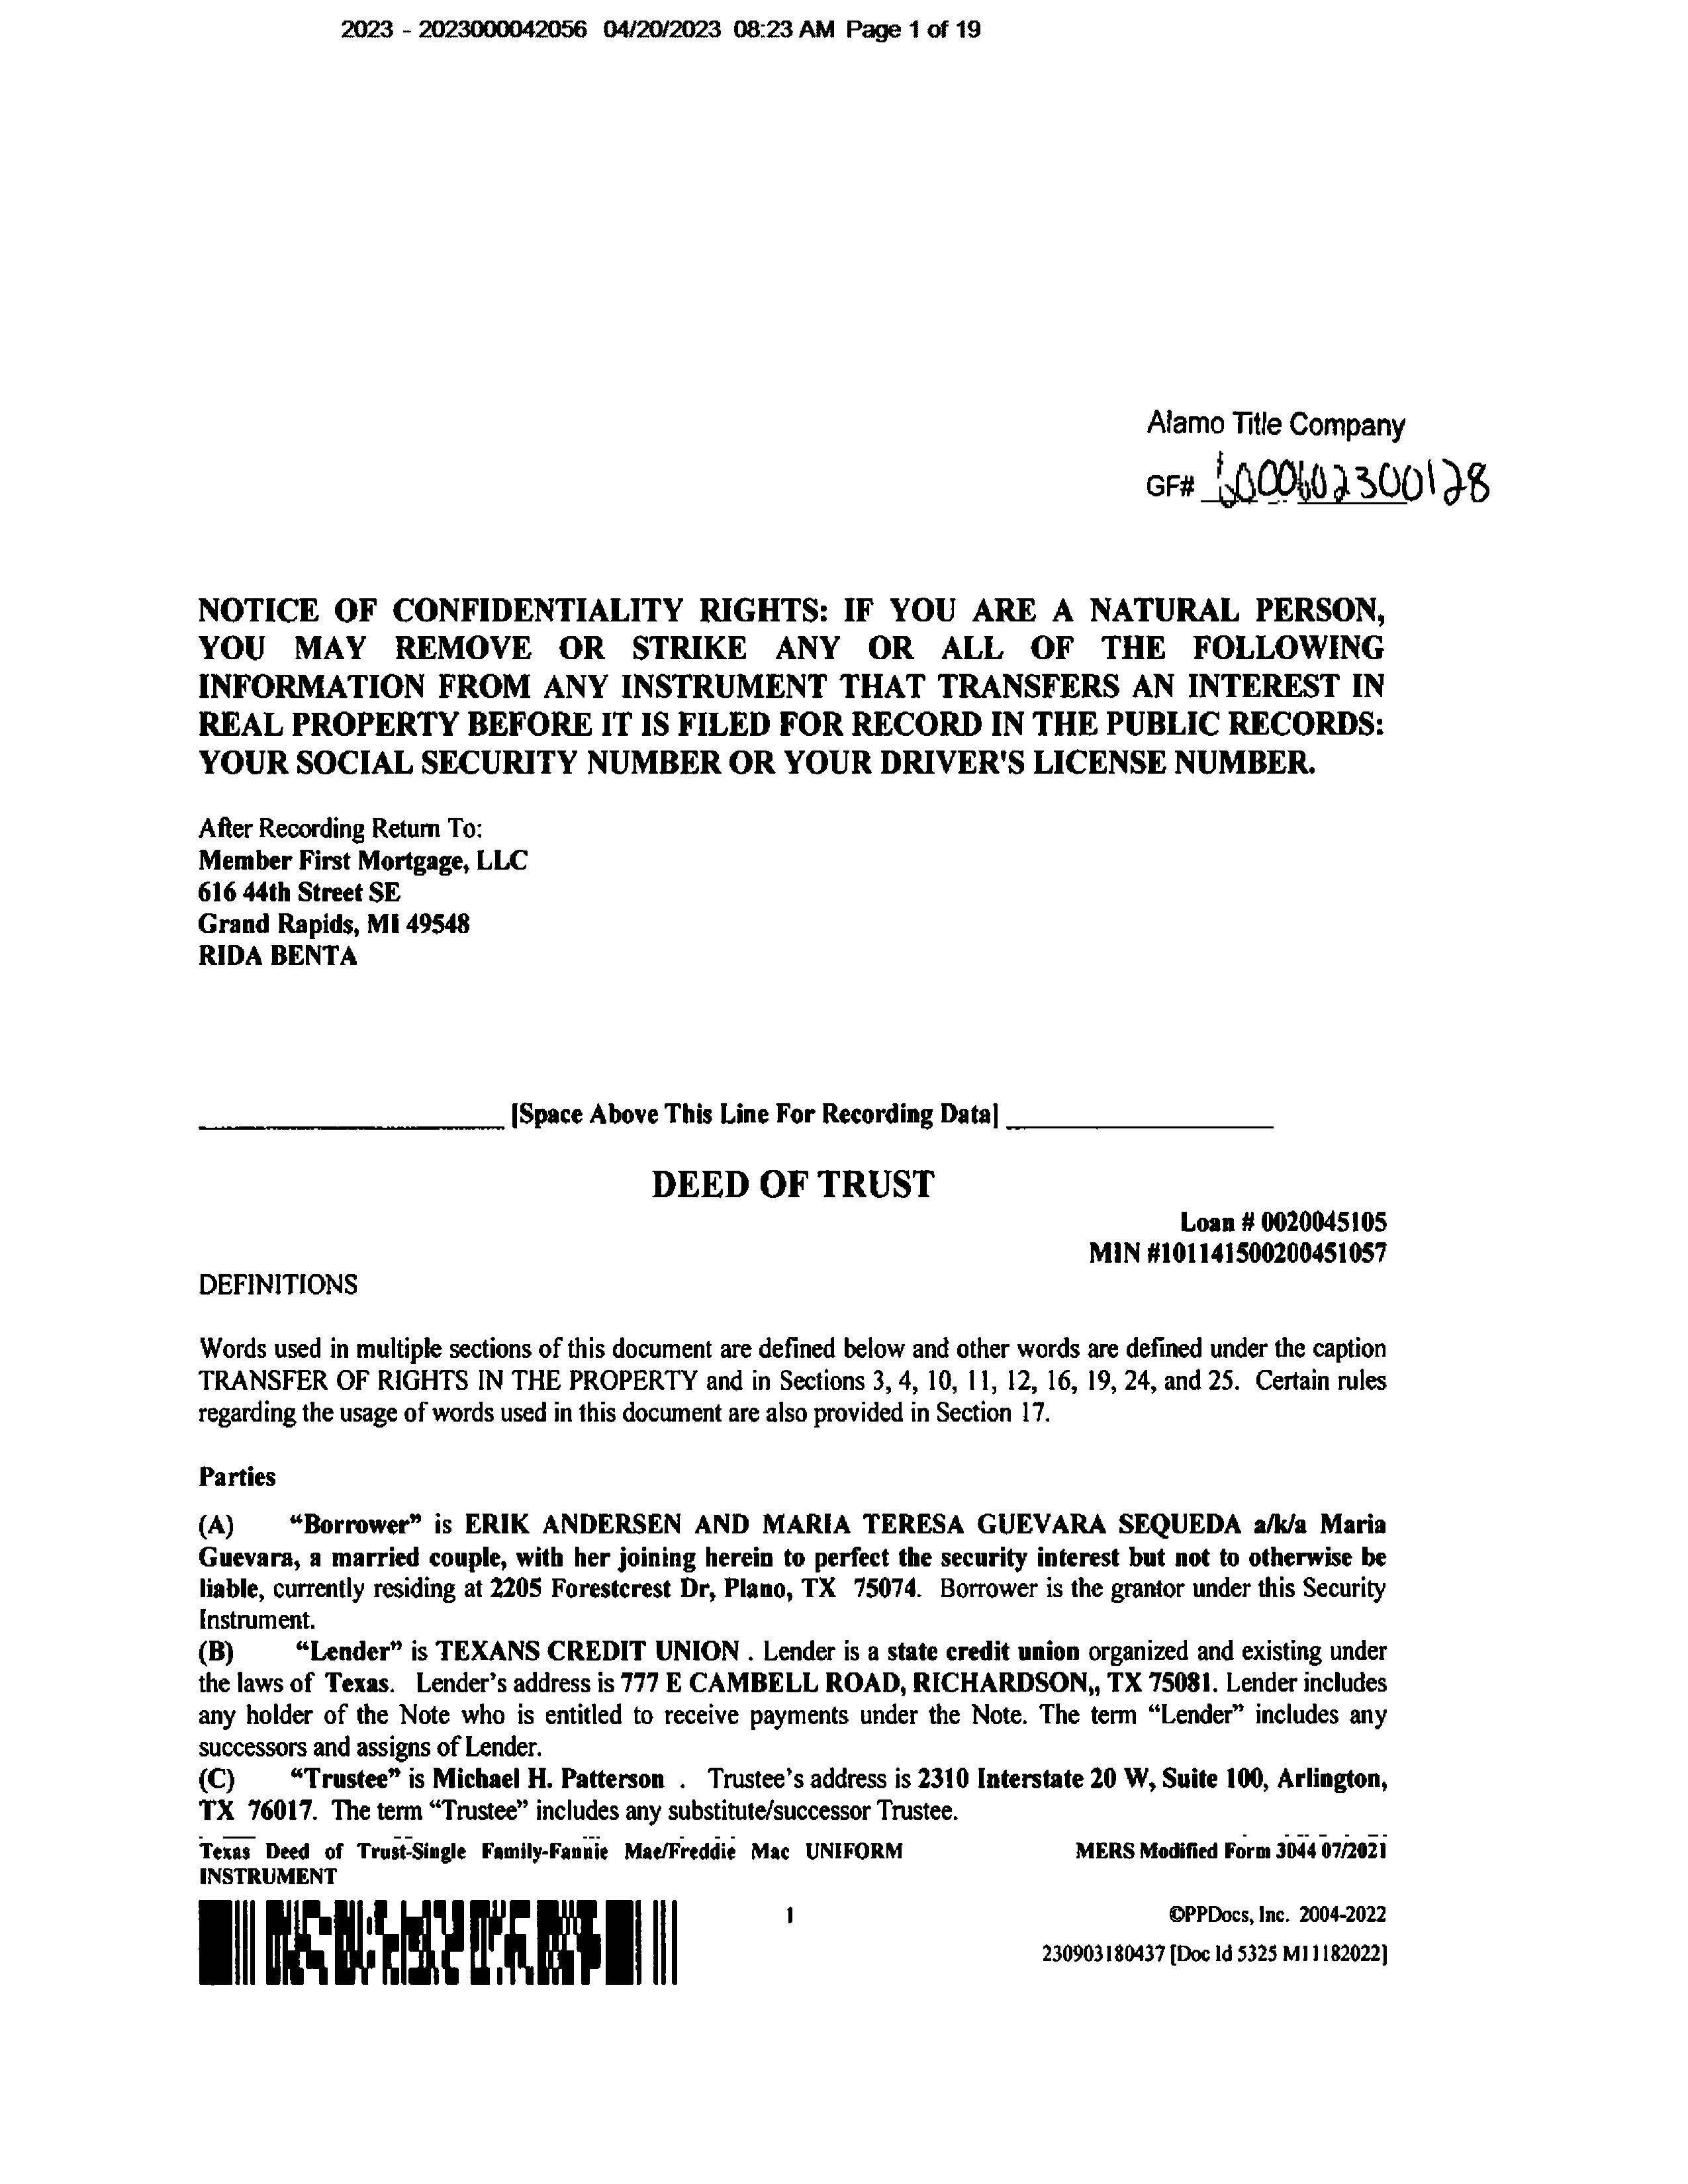 2023 - 2023000042056 04/20/2023 08:23 AM Page 1 of 19
Alamo Title Company
GF#
NOTICE OF CONFIDENTIALITY RIGHTS: IF YOU ARE A NATURAL PERSON,
YOU MAY REMOVE OR STRIKE ANY OR ALL OF THE FOLLOWING
INFORMATION FROM ANY INSTRUMENT THAT TRANSFERS AN INTEREST IN
REAL PROPERTY BEFORE IT IS FILED FOR RECORD IN THE PUBLIC RECORDS:
YOUR SOCIAL SECURITY NUMBER OR YOUR DRIVER'S LICENSE NUMBER.
After Recording Return To:
Member First Mortgage, LLC
616 44th Street SE
Grand Rapids, MI 49548
RIDA BENTA
[Space Above This Line For Recording Data]
DEED OF TRUST
Loan # 0020045105
MIN #101141500200451057
DEFINITIONS
Words used in multiple sections of this document are defined below and other words are defined under the caption
TRANSFER OF RIGHTS IN THE PROPERTY and in Sections 3, 4, 10, 11, 12, 16, 19, 24, and 25. Certain rules
regarding the usage of words used in this document are also provided in Section 17.
Parties
(A) “Borrower” is ERIK ANDERSEN AND MARIA TERESA GUEVARA SEQUEDA a/k/a Maria
Guevara, a married couple, with her joining herein to perfect the security interest but not to otherwise be
liable, currently residing at 2205 Forestcrest Dr, Plano, TX 75074. Borrower is the grantor under this Security
Instrument.
(B) “Lender” is TEXANS CREDIT UNION . Lender is a state credit union organized and existing under
the laws of Texas. Lender’s address is 777 E CAMBELL ROAD, RICHARDSON,, TX 75081. Lender includes
any holder of the Note who is entitled to receive payments under the Note. The term “Lender” includes any
successors and assigns of Lender.
(C) “Trustee” is Michael H. Patterson . Trustee’s address is 2310 Interstate 20 W, Suite 100, Arlington,
TX 76017. The term “Trustee” includes any substitute/successor Trustee.
Texas Deed of Trust-Single Family-Fannie Mae/Freddie Mac UNIFORM MERS Modified Form 3044 07/2021
INSTRUMENT
1 ©PPDocs, Inc. 2004-2022
230903180437 [Doc Id 5325 M11182022]